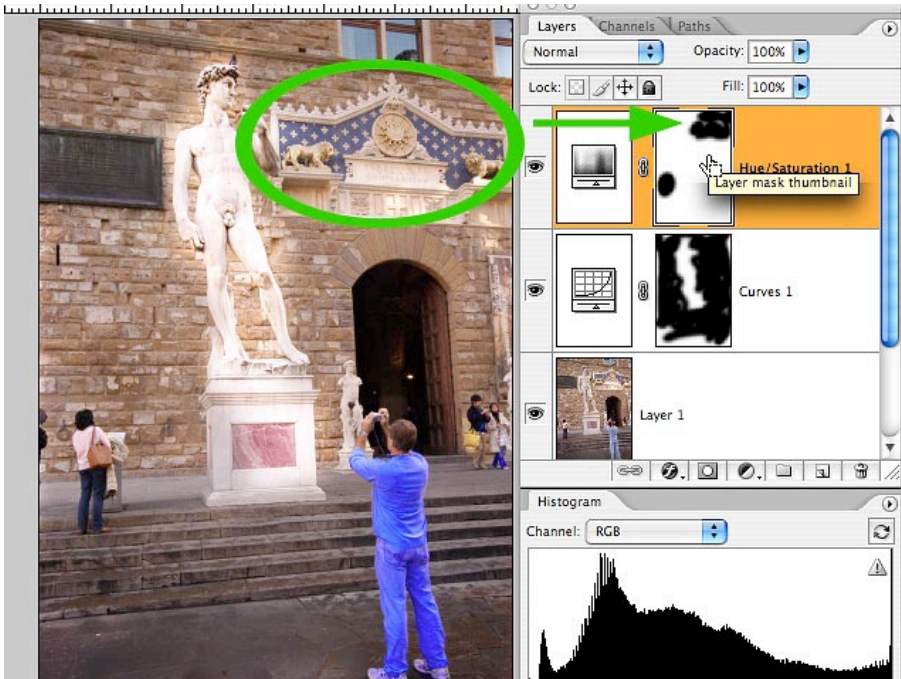 Layers
Channels
Paths
Normal
Opacity: 100%
Lock:
Fill: 100%
Hue/Saturation 1
Layer mask thumbnail
Curves 1
Layer 1
Histogram
Channel: RGB